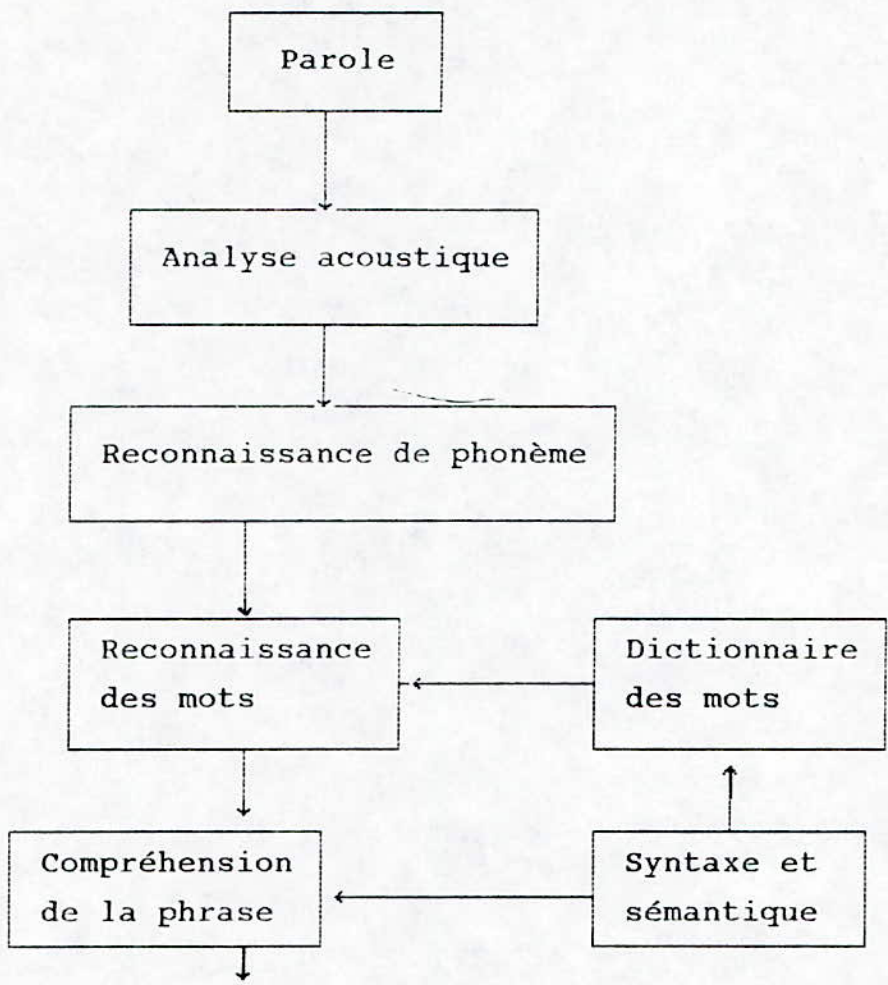 Parole
Analyse acoustique
Reconnaissance de phonème
Reconnaissance
des mots
Dictionnaire
des mots
Compréhension
de la phrase
Syntaxe et
sémantique